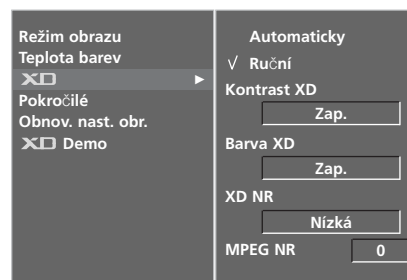 Režim obrazu
Teplota barev
XD ►
Pokročilé
Obnov. nast. obr.
XD Demo
Automaticky
√ Ruční
Kontrast XD
Zap.
Barva XD
Zap.
XD NR
Nízká
MPEG NR 0